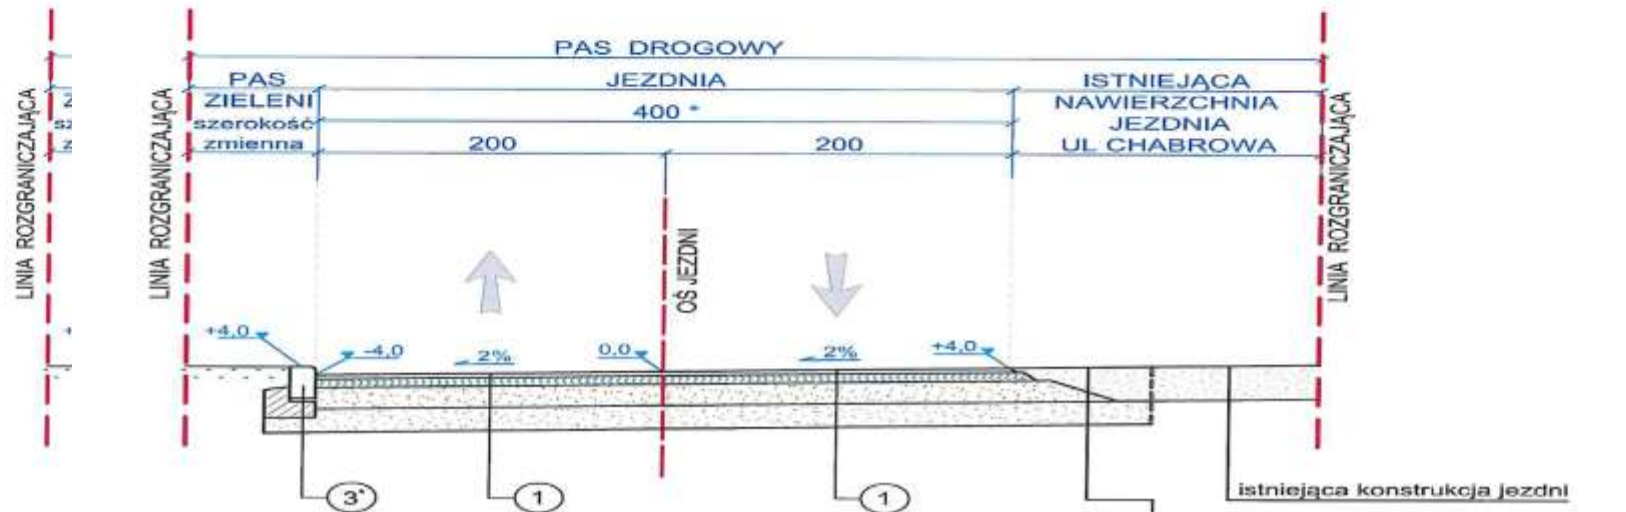 PAS DROGOWY
PAS
JEZDNIA
ISTNIEJĄCA
ZIELENI
400 *
NAWIERZCHNIA
szerokość
JEZDNIA
zmienna
200
200
UL CHABROWA
LINIA ROZGRANICZAJĄCA
Z
sz
z
LINIA ROZGRANICZAJĄCA
OŚ JEZDNI
LINIA ROZGRANICZAJĄCA
+
+4,0
-4,0
2%
0,0
2%
+4,0
3*
1
1
istniejąca konstrukcja jezdni